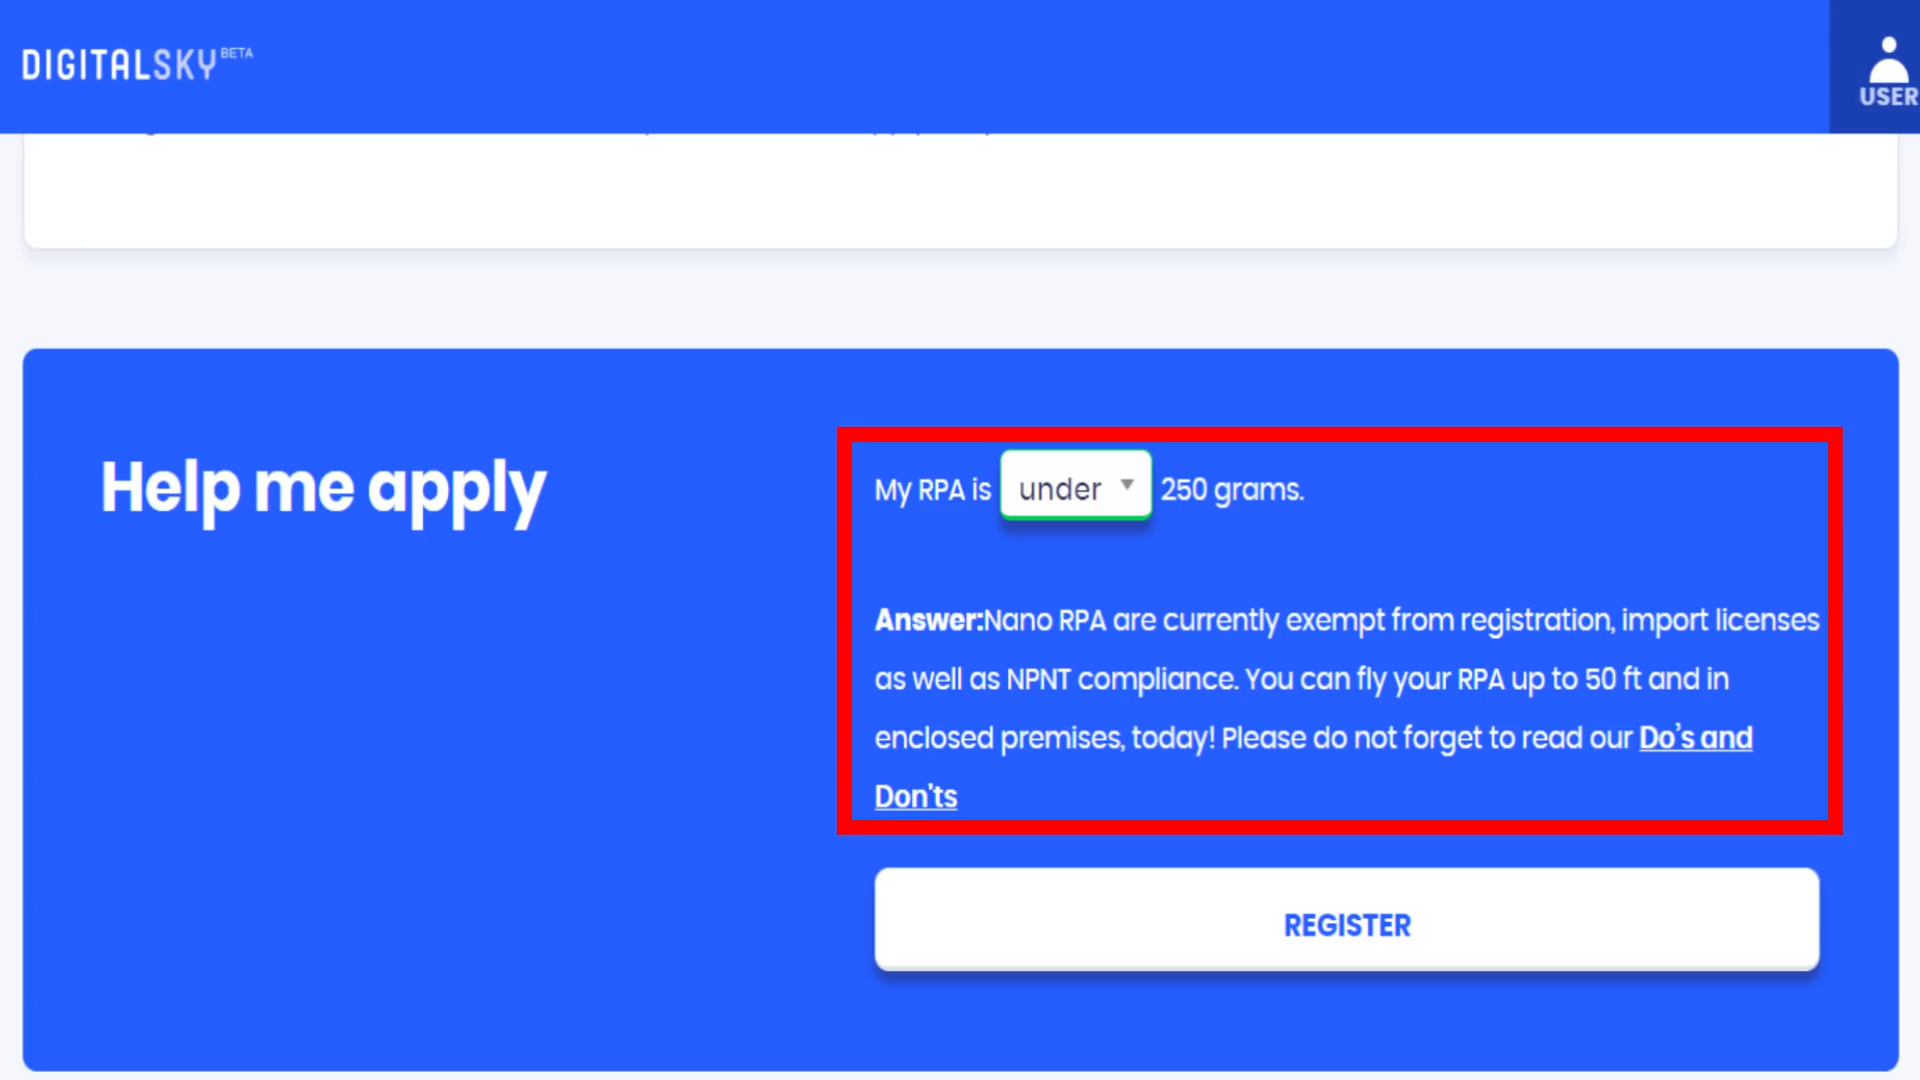 DIGITALSKY BETA
USER
Help me apply
My RPA is under 250 grams.
Answer:Nano RPA are currently exempt from registration, import licenses
as well as NPNT compliance. You can fly your RPA up to 50 ft and in
enclosed premises, today! Please do not forget to read our Do’s and
Don'ts
REGISTER